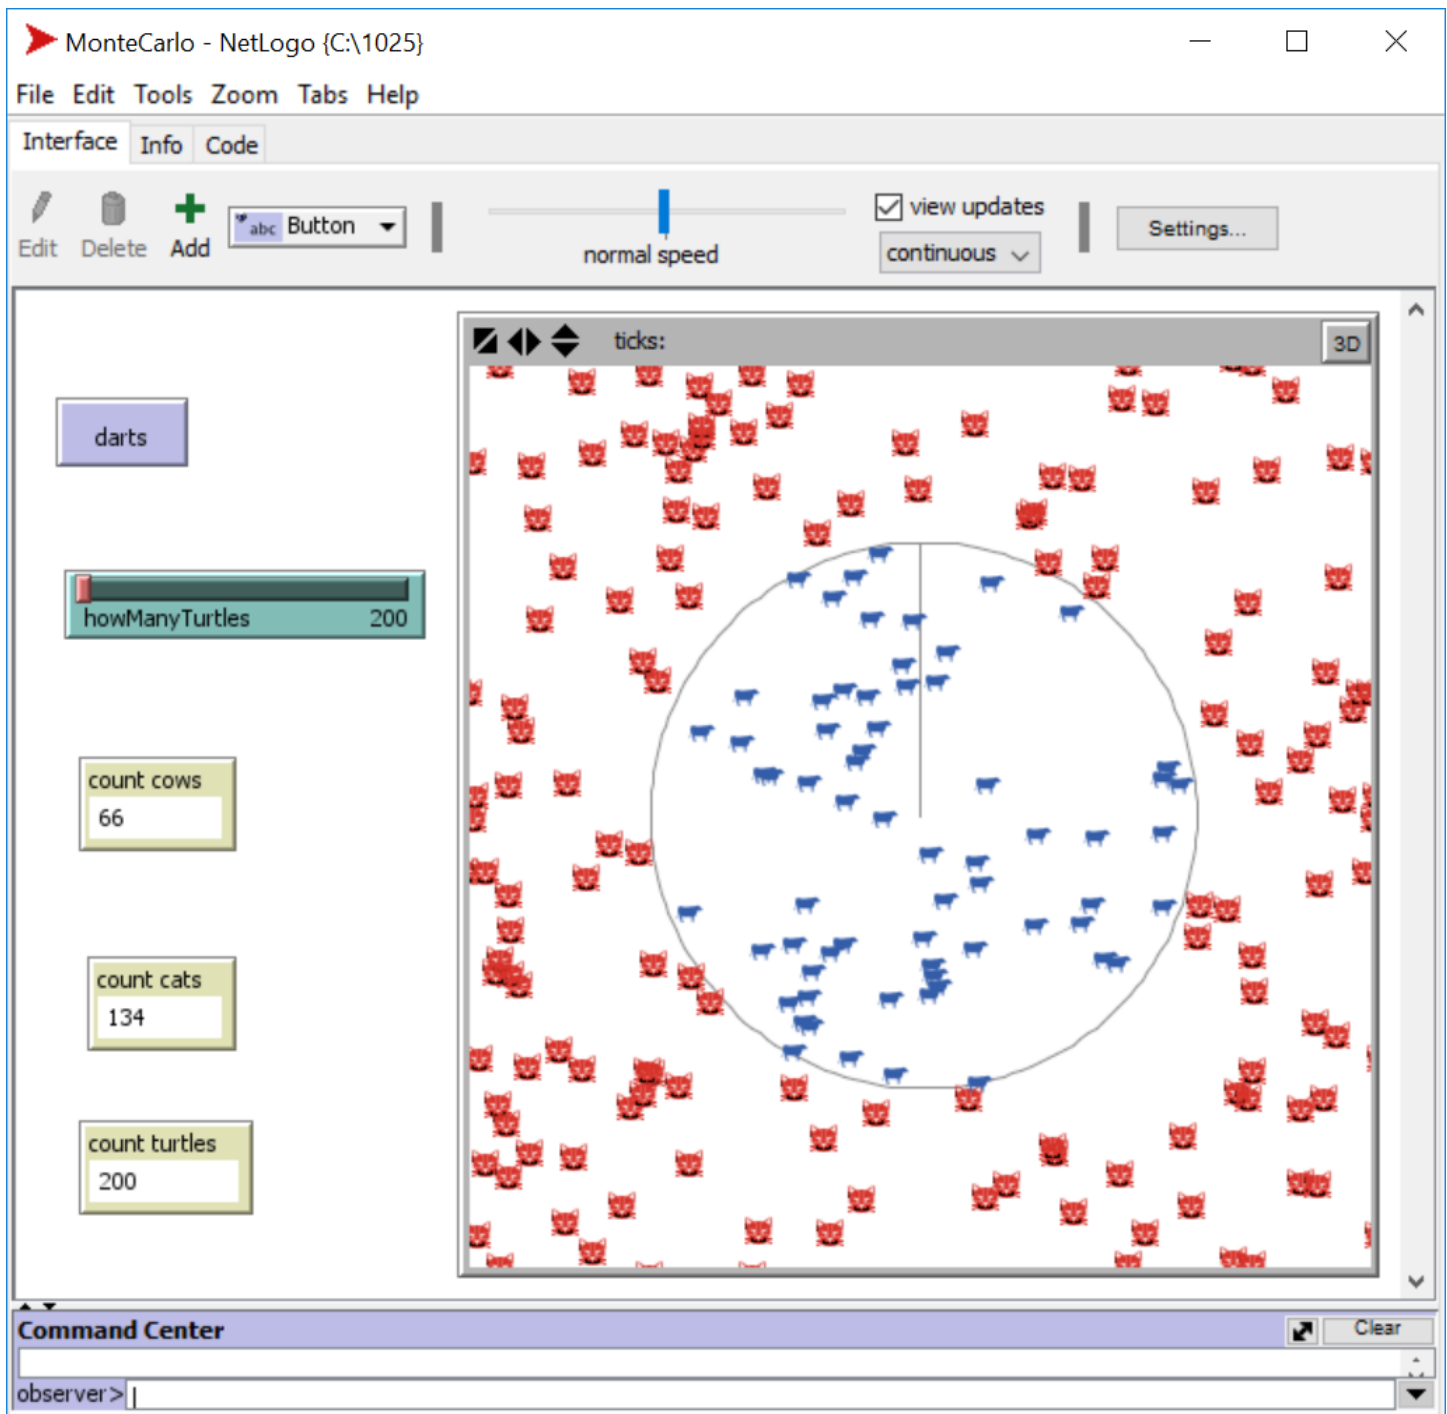 MonteCarlo - NetLogo {C:\1025}
File Edit Tools Zoom Tabs Help
Interface Info Code
Edit Delete Add abc Button normal speed view updates continuous Settings...
ticks: 3D
darts
howManyTurtles 200
count cows
66
count cats
134
count turtles
200
Command Center Clear
observer>